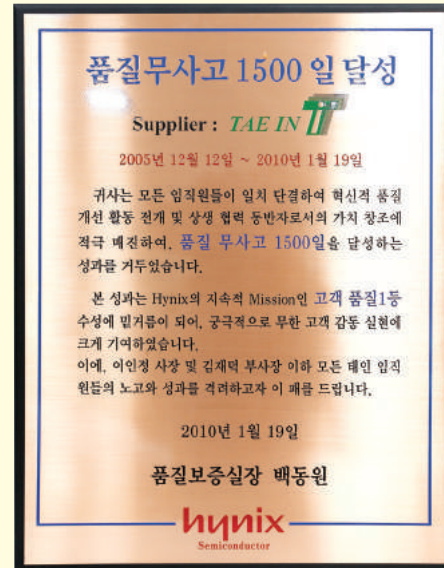 품질무사고 1500일 달성
Supplier : TAE IN TT
2005년 12월 12일 ~ 2010년 1월 19일
귀사는 모든 임직원들이 일치 단결하여 혁신적 품질
개선 활동 전개 및 상생 협력 동반자로서의 가치 창조에
적극 매진하여, 품질 무사고 1500일을 달성하는
성과를 거두었습니다.
본 성과는 Hynix의 지속적 Mission인 고객 품질1등
수성에 밑거름이 되어, 궁극적으로 무한 고객 감동 실현에
크게 기여하였습니다.
이에, 이인정 사장 및 김재덕 부사장 이하 모든 태인 임직
원들의 노고와 성과를 격려하고자 이 패를 드립니다.
2010년 1월 19일
품질보증실장 백동원
hynix
Semiconductor